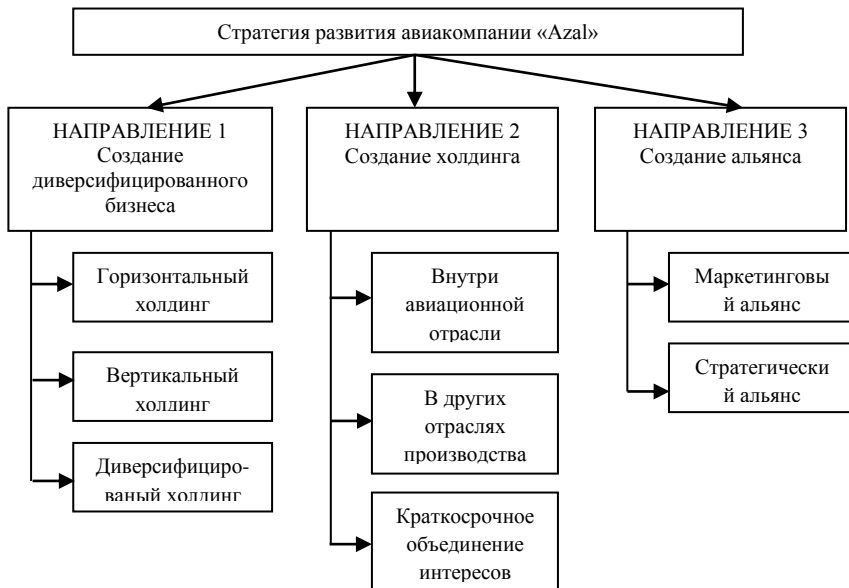 Стратегия развития авиакомпании «Azal»
НАПРАВЛЕНИЕ 1
Создание
диверсифицированного
бизнеса
НАПРАВЛЕНИЕ 2
Создание холдинга
НАПРАВЛЕНИЕ 3
Создание альянса
Горизонтальный
холдинг
Вертикальный
холдинг
Диверсифициро-
ваный холдинг
Внутри
авиационной
отрасли
В других
отраслях
производства
Краткосрочное
объединение
интересов
Маркетинговы
й альянс
Стратегически
й альянс